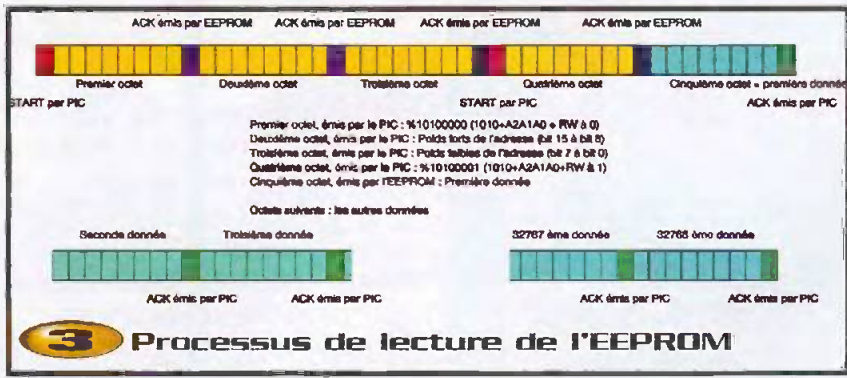 ACK émis par EEPROM ACK émis par EEPROM ACK émis par EEPROM ACK émis par EEPROM
Premier octet Deuxième octet Troisième octet Quatrième octet Cinquième octet = première donnée
START par PIC START par PIC ACK émis par PIC
Premier octet, émis par le PIC : %10100000 (1010+A2A1A0 + RW à 0)
Deuxième octet, émis par le PIC : Poids forts de l'adresse (bit 15 à bit 8)
Troisième octet, émis par le PIC : Poids faibles de l'adresse (bit 7 à bit 0)
Quatrième octet, émis par le PIC : %10100001 (1010+A2A1A0+RW à 1)
Cinquième octet, émis par l'EEPROM : Première donnée
Octets suivants : les autres données
Seconde donnée Troisième donnée 32767 ème donnée 32768 ème donnée
ACK émis par PIC ACK émis par PIC ACK émis par PIC ACK émis par PIC
3 Processus de lecture de l'EEPROM